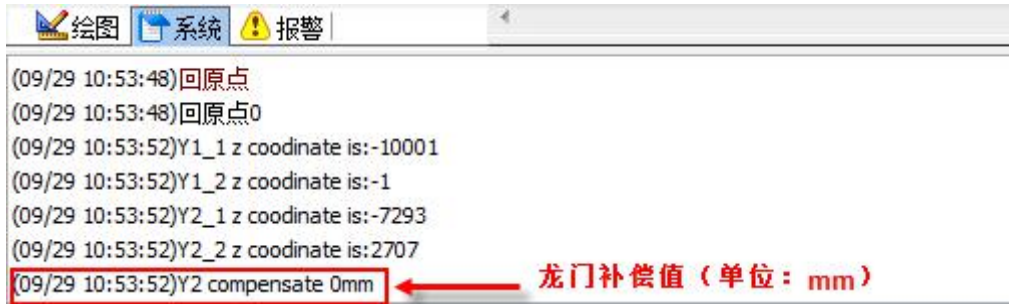 绘图 系统 报警
(09/29 10:53:48)回原点
(09/29 10:53:48)回原点0
(09/29 10:53:52)Y1_1 z coodinate is:-10001
(09/29 10:53:52)Y1_2 z coodinate is:-1
(09/29 10:53:52)Y2_1 z coodinate is:-7293
(09/29 10:53:52)Y2_2 z coodinate is:2707
(09/29 10:53:52)Y2 compensate 0mm 龙门补偿值（单位：mm）